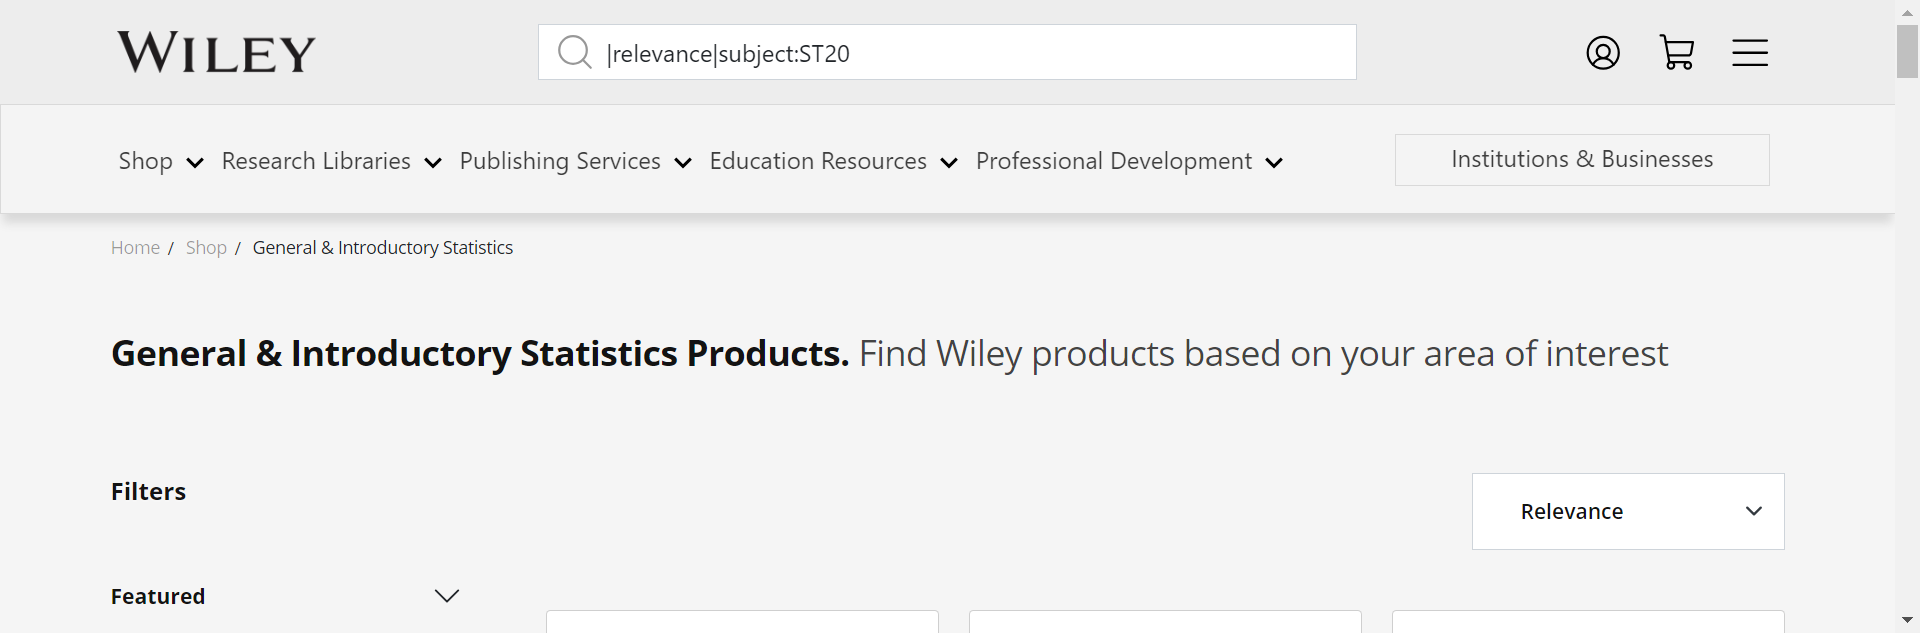 WILEY
|relevance|subject:ST20
Shop Research Libraries Publishing Services Education Resources Professional Development
Institutions & Businesses
Home / Shop / General & Introductory Statistics
General & Introductory Statistics Products. Find Wiley products based on your area of interest
Filters
Relevance
Featured